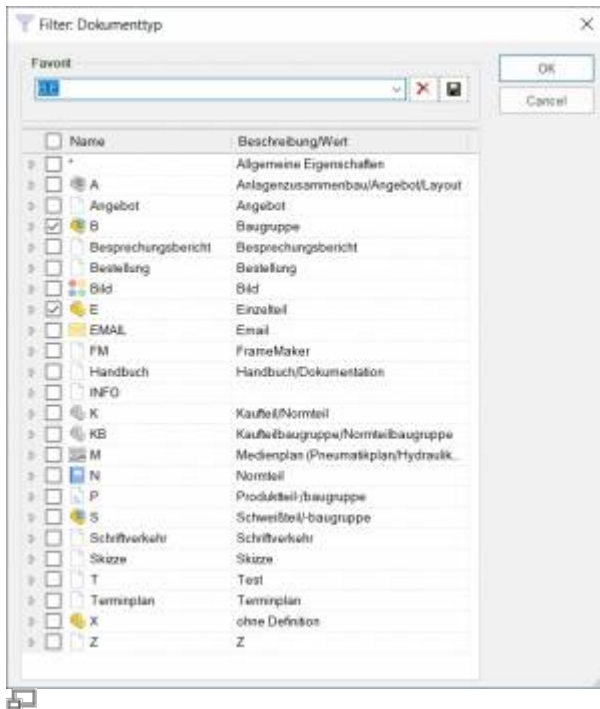 Filter: Dokumenttyp
Favorit
OK
Cancel
Name Beschreibung/Wert
* Allgemeine Eigenschaften
A Anlagenzusammenbau/Angebot/Layout
Angebot Angebot
B Baugruppe
Besprechungsbericht Besprechungsbericht
Bestellung Bestellung
Bild Bild
E Einzelteil
EMAIL Email
FM FrameMaker
Handbuch Handbuch/Dokumentation
INFO
K Kaufteil/Normteil
KB Kaufteilbaugruppe/Normteilbaugruppe
M Medienplan (Pneumatikplan/Hydraulik...
N Normteil
P Produktteil-/baugruppe
S Schweißteil/-baugruppe
Schriftverkehr Schriftverkehr
Skizze Skizze
T Test
Terminplan Terminplan
X ohne Definition
Z Z